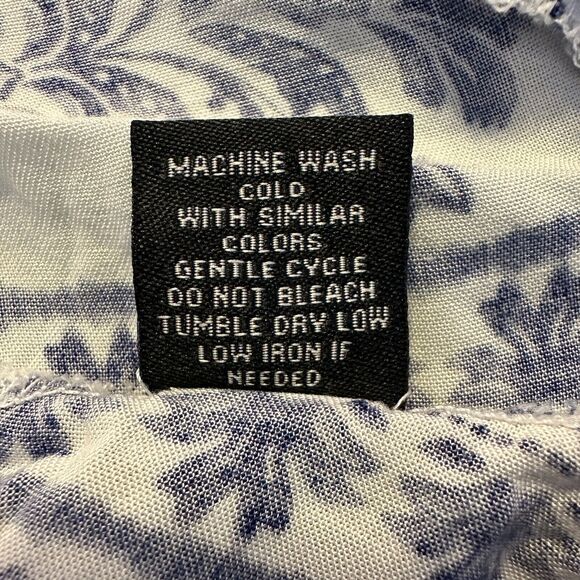 MACHINE WASH
COLD
WITH SIMILAR
COLORS
GENTLE CYCLE
DO NOT BLEACH
TUMBLE DRY LOW
LOW IRON IF
NEEDED